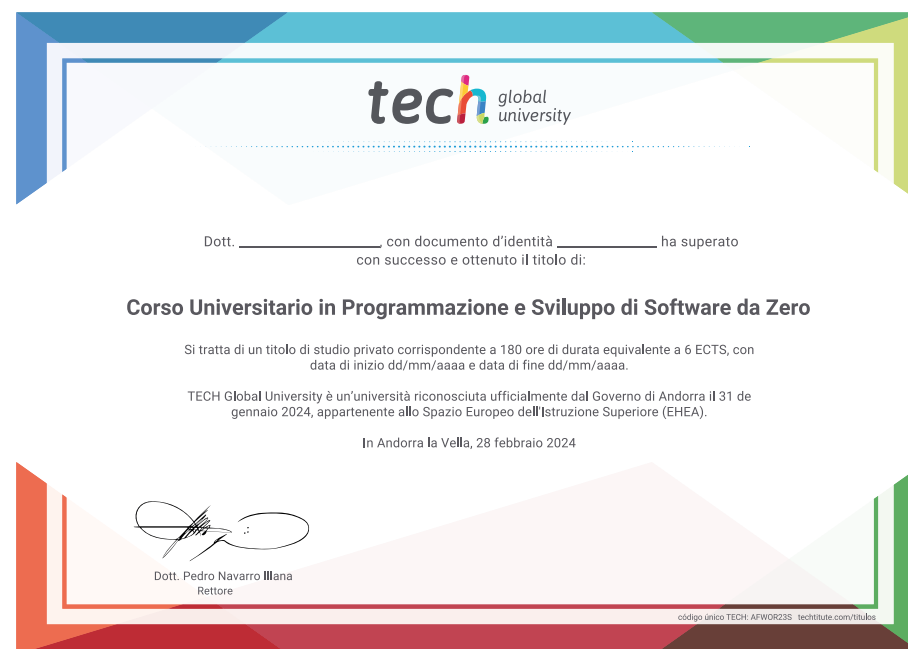 tech global university
Dott. ____________________, con documento d'identità ______________ ha superato
con successo e ottenuto il titolo di:
Corso Universitario in Programmazione e Sviluppo di Software da Zero
Si tratta di un titolo di studio privato corrispondente a 180 ore di durata equivalente a 6 ECTS, con
data di inizio dd/mm/aaaa e data di fine dd/mm/aaaa.
TECH Global University è un'università riconosciuta ufficialmente dal Governo di Andorra il 31 de
gennaio 2024, appartenente allo Spazio Europeo dell'Istruzione Superiore (EHEA).
In Andorra la Vella, 28 febbraio 2024
Dott. Pedro Navarro Illana
Rettore
código único TECH: AFWOR23S techtitute.com/titulos